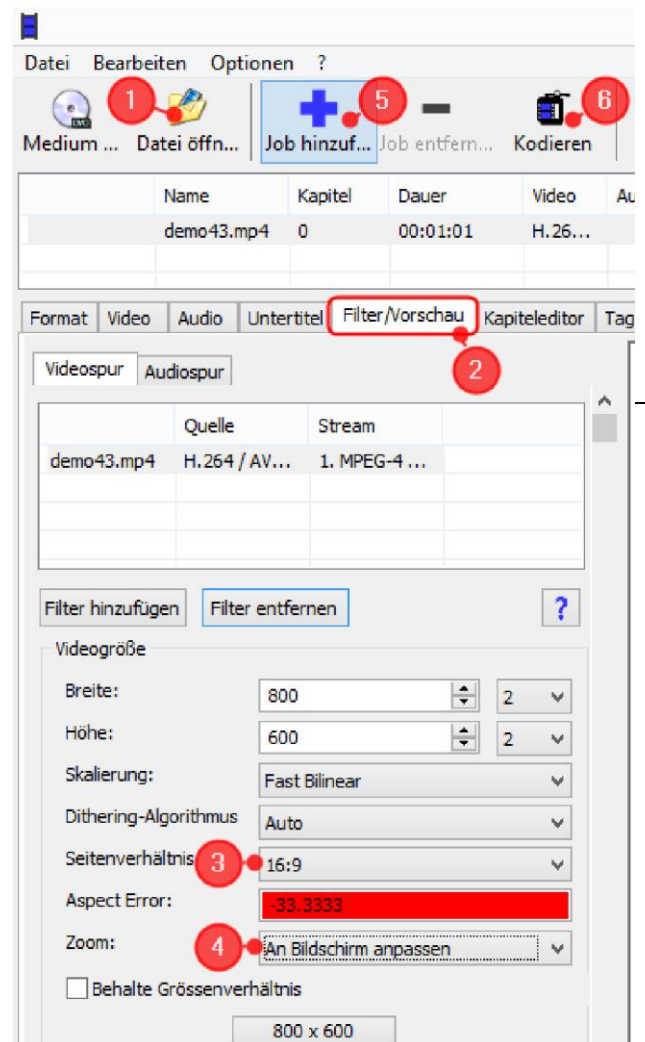 Datei Bearbeiten Optionen ?
1 5 6
Medium ... Datei öffn... Job hinzuf... Job entfern... Kodieren
Name Kapitel Dauer Video Au
demo43.mp4 0 00:01:01 H.26...
Format Video Audio Untertitel Filter/Vorschau Kapiteleditor Tag
2
Videospur Audiospur
Quelle Stream
demo43.mp4 H.264 / AV... 1. MPEG-4 ...
Filter hinzufügen Filter entfernen ?
Videogröße
Breite: 800 2
Höhe: 600 2
Skalierung: Fast Bilinear
Dithering-Algorithmus Auto
Seitenverhältnis 3 16:9
Aspect Error: -33.3333
Zoom: 4 An Bildschirm anpassen
Behalte Grössenverhältnis
800 x 600